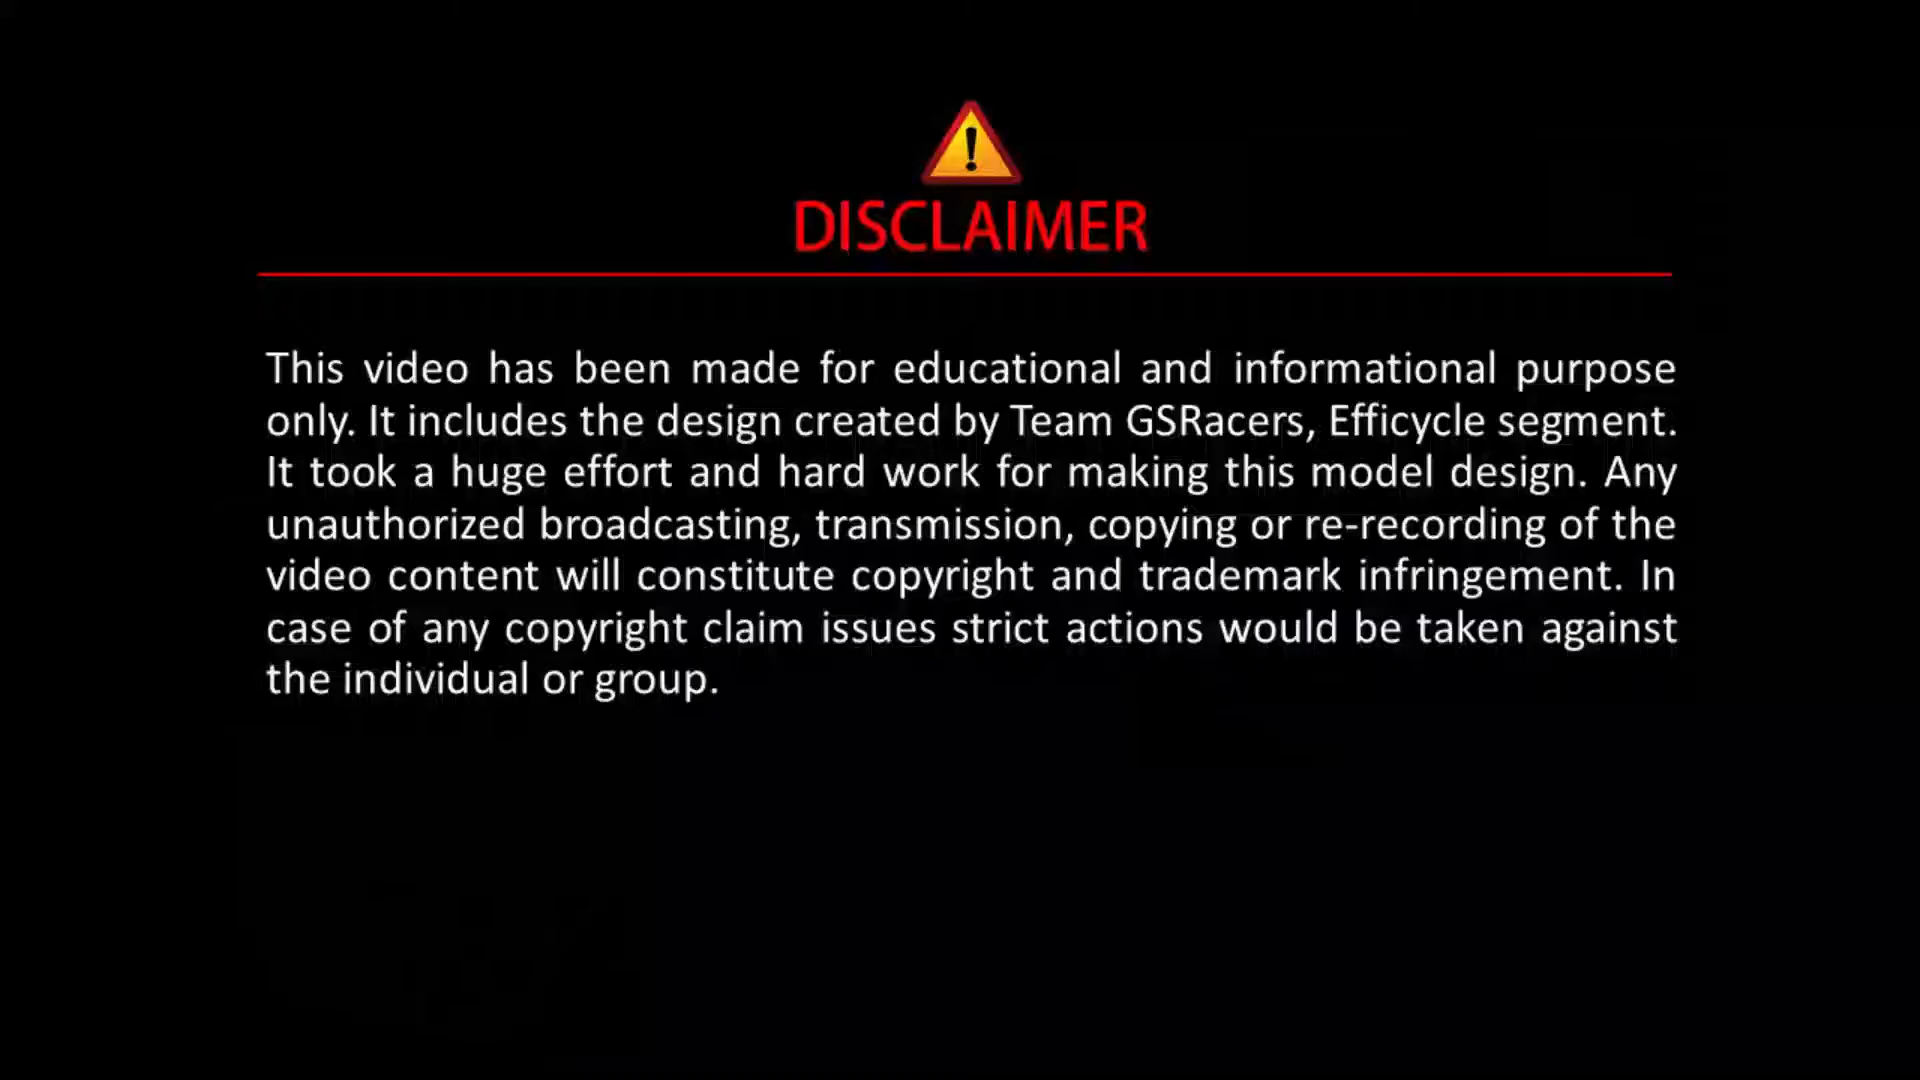 DISCLAIMER
This video has been made for educational and informational purpose
only. It includes the design created by Team GSRacers, Efficycle segment.
It took a huge effort and hard work for making this model design. Any
unauthorized broadcasting, transmission, copying or re-recording of the
video content will constitute copyright and trademark infringement. In
case of any copyright claim issues strict actions would be taken against
the individual or group.